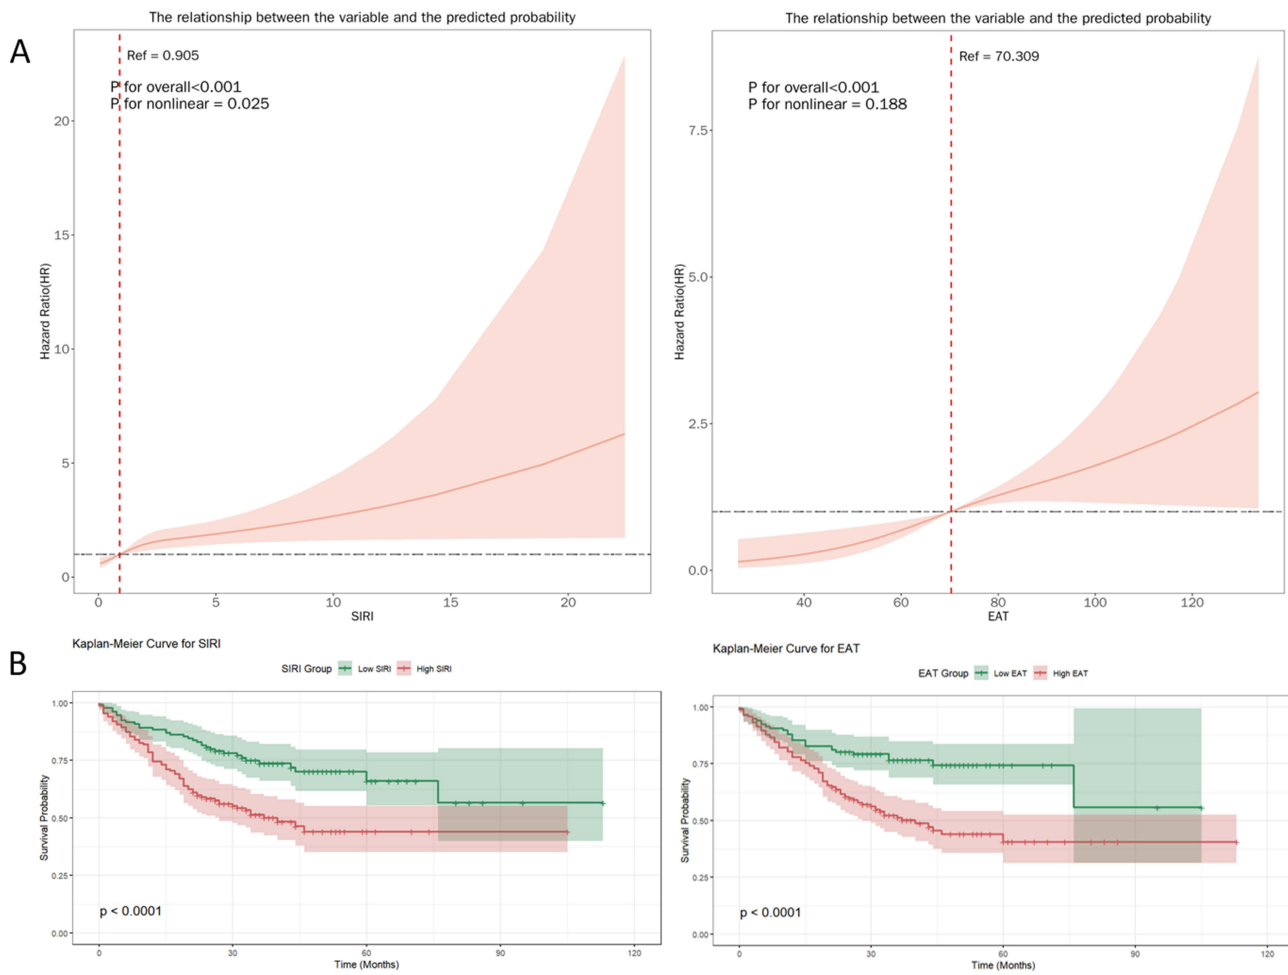 A
The relationship between the variable and the predicted probability
Ref = 0.905
P for overall<0.001
P for nonlinear = 0.025
Hazard Ratio(HR)
20
15
10
5
0
0 5 10 15 20
SIRI
The relationship between the variable and the predicted probability
Ref = 70.309
P for overall<0.001
P for nonlinear = 0.188
Hazard Ratio(HR)
7.5
5.0
2.5
0.0
40 60 80 100 120
EAT
B
Kaplan-Meier Curve for SIRI
SIRI Group Low SIRI High SIRI
Survival Probability
1.00
0.75
0.50
0.25
0.00
p < 0.0001
0 30 60 90 120
Time (Months)
Kaplan-Meier Curve for EAT
EAT Group Low EAT High EAT
Survival Probability
1.00
0.75
0.50
0.25
0.00
p < 0.0001
0 30 60 90 120
Time (Months)